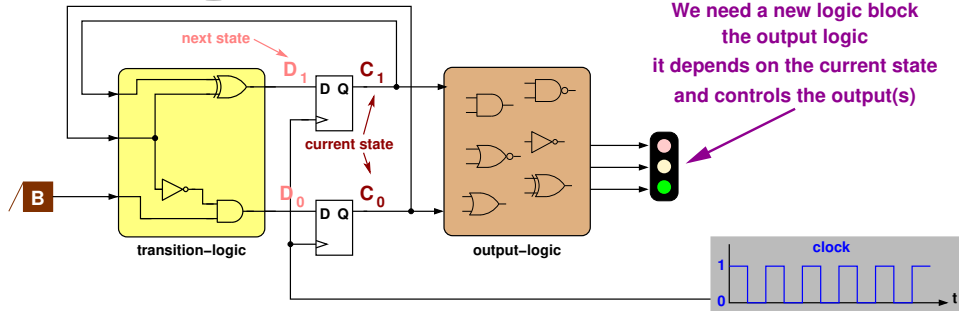 We need a new logic block
the output logic
it depends on the current state
and controls the output(s)
next state
D1
C1
D Q
current state
B
D0
C0
D Q
transition−logic
output−logic
clock
1
0
t